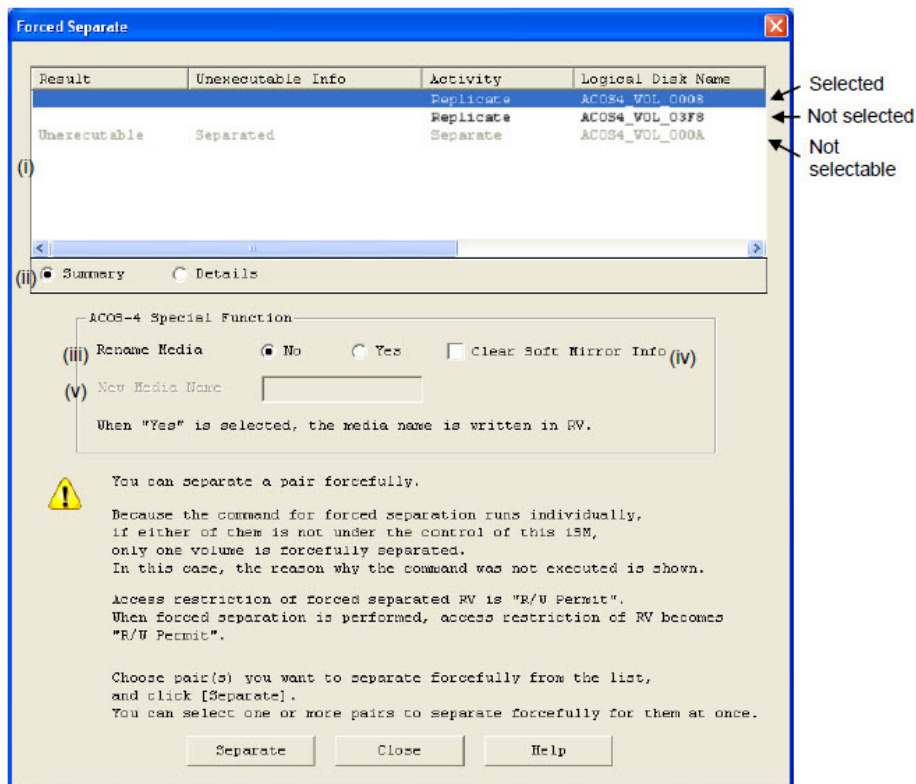 Forced Separate
Result Unexecutable Info Activity Logical Disk Name
Replicate ACOS4_VOL_0008 Selected
Replicate ACOS4_VOL_03F8 Not selected
Unexecutable Separated Separate ACOS4_VOL_000A Not selectable
(i)
(ii) Summary Details
ACOS-4 Special Function
(iii) Rename Media No Yes Clear Soft Mirror Info (iv)
(v) New Media Name
When "Yes" is selected, the media name is written in RV.
You can separate a pair forcefully.
Because the command for forced separation runs individually,
if either of them is not under the control of this iSM,
only one volume is forcefully separated.
In this case, the reason why the command was not executed is shown.
Access restriction of forced separated RV is "R/W Permit".
When forced separation is performed, access restriction of RV becomes
"R/W Permit".
Choose pair(s) you want to separate forcefully from the list,
and click [Separate].
You can select one or more pairs to separate forcefully for them at once.
Separate Close Help